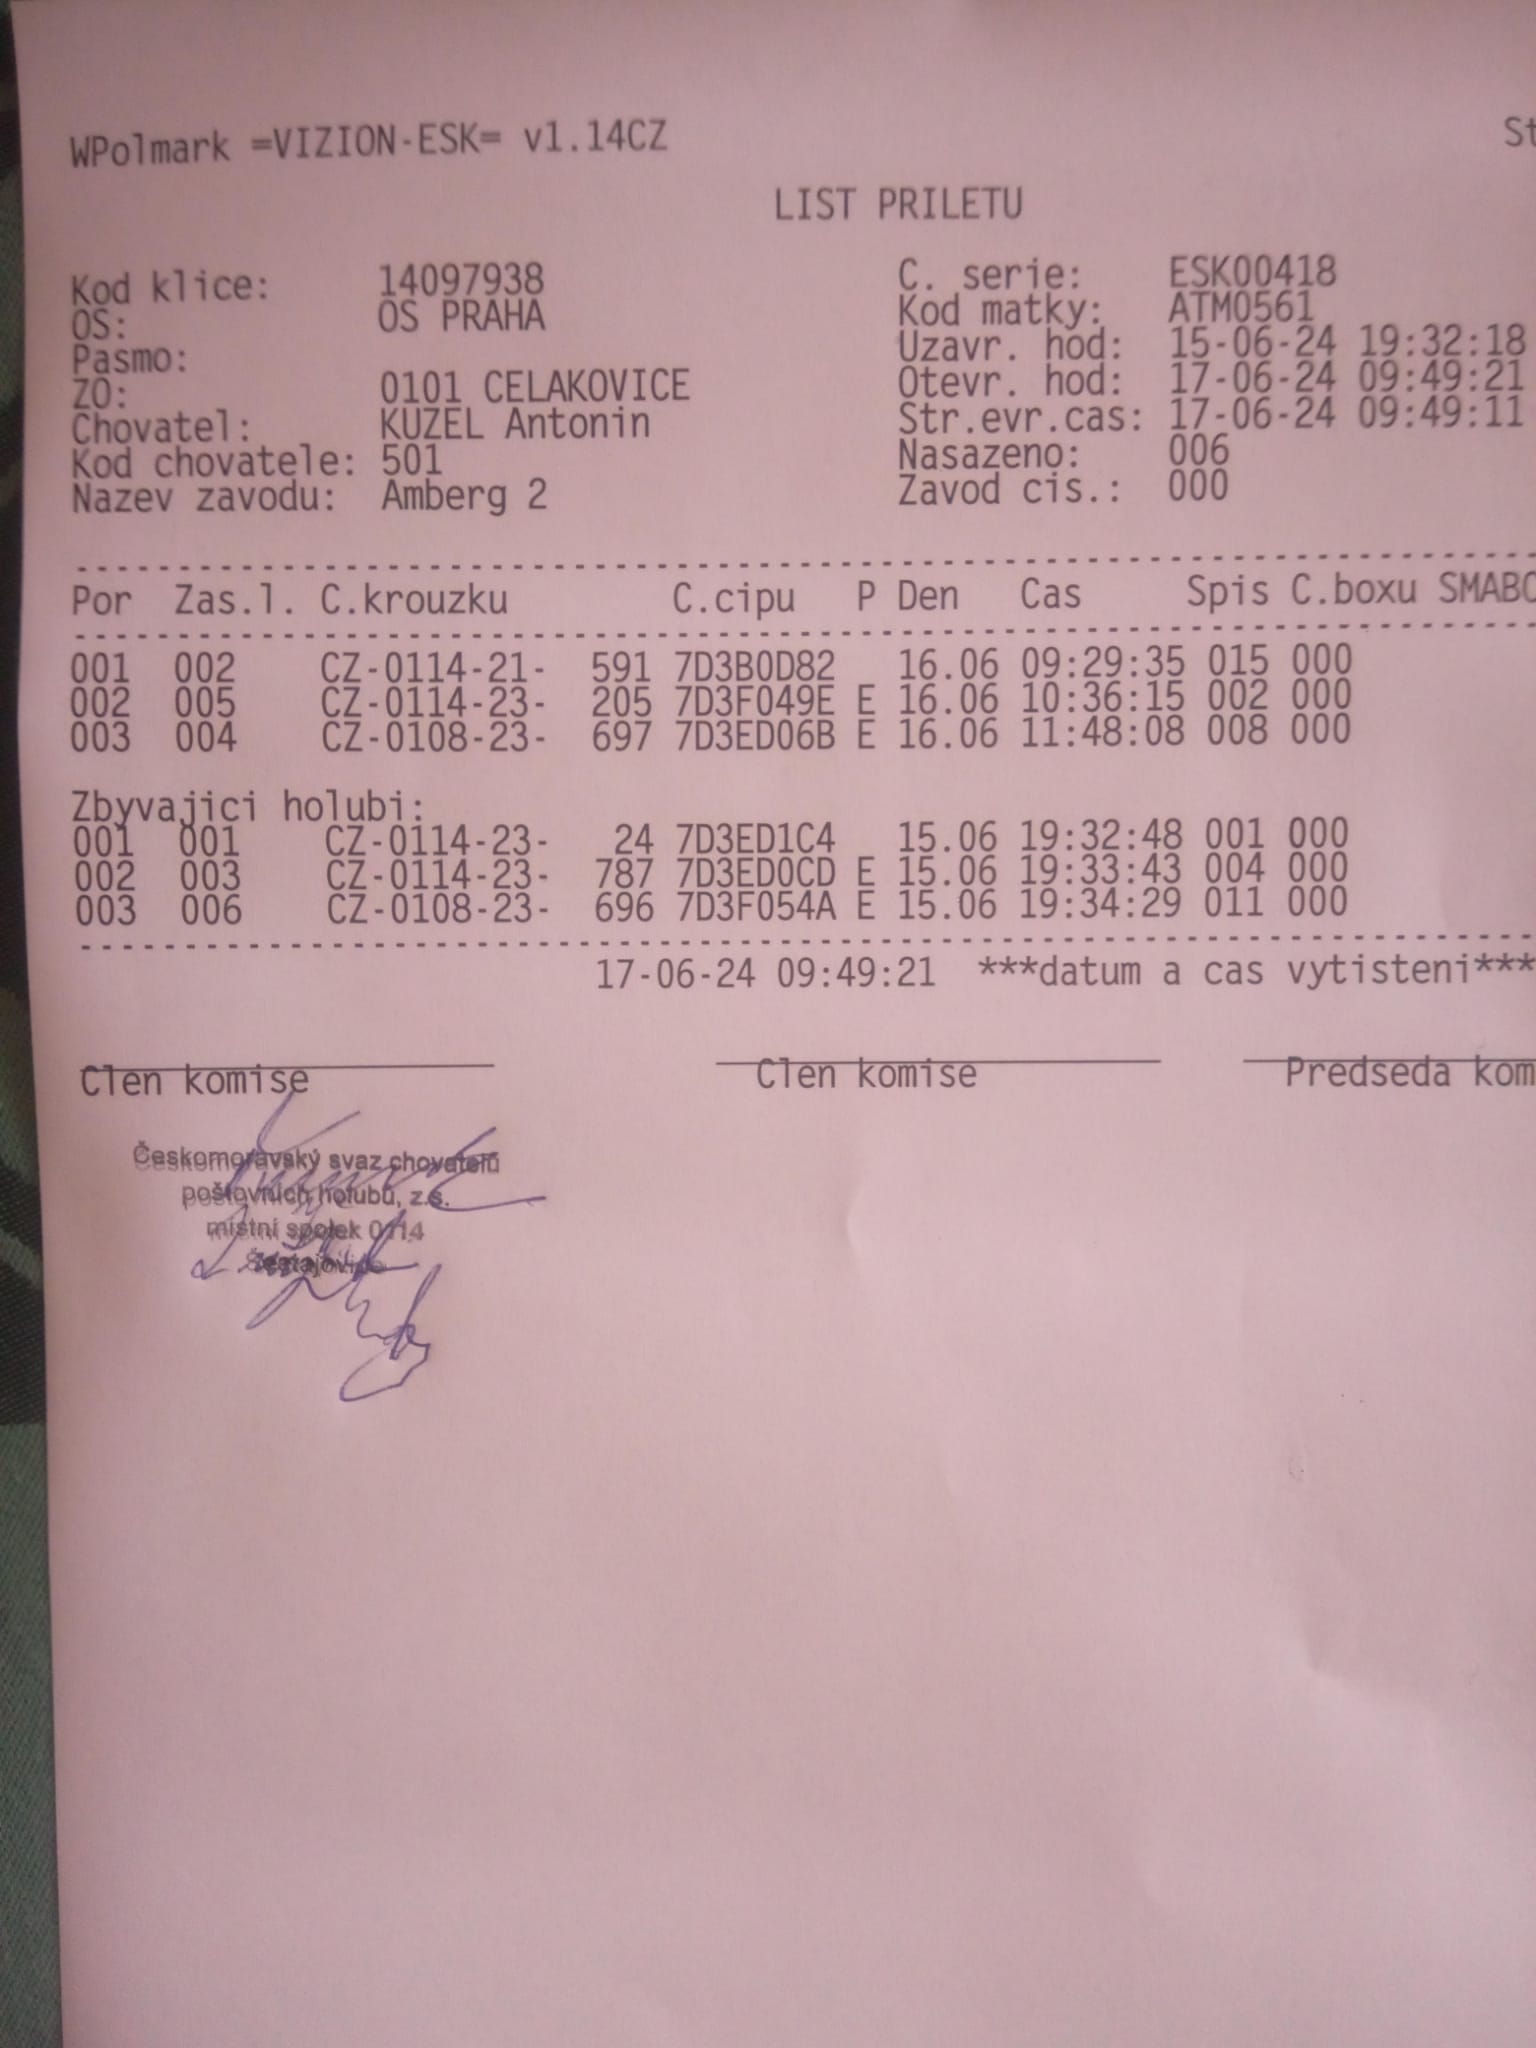 WPolmark =VIZION-ESK= v1.14CZ St
LIST PRILETU
Kod klice: 14097938 C. serie: ESK00418
OS: OS PRAHA Kod matky: ATM0561
Pasmo: Uzavr. hod: 15-06-24 19:32:18
ZO: 0101 CELAKOVICE Otevr. hod: 17-06-24 09:49:21
Chovatel: KUZEL Antonin Str.evr.cas: 17-06-24 09:49:11
Kod chovatele: 501 Nasazeno: 006
Nazev zavodu: Amberg 2 Zavod cis.: 000
Por Zas.l. C.krouzku C.cipu P Den Cas Spis C.boxu SMABO
001 002 CZ-0114-21- 591 7D3B0D82 16.06 09:29:35 015 000
002 005 CZ-0114-23- 205 7D3F049E E 16.06 10:36:15 002 000
003 004 CZ-0108-23- 697 7D3ED06B E 16.06 11:48:08 008 000
Zbyvajici holubi:
001 001 CZ-0114-23- 24 7D3ED1C4 15.06 19:32:48 001 000
002 003 CZ-0114-23- 787 7D3ED0CD E 15.06 19:33:43 004 000
003 006 CZ-0108-23- 696 7D3F054A E 15.06 19:34:29 011 000
17-06-24 09:49:21 ***datum a cas vytisteni***
Clen komise Clen komise Predseda kom
Českomoravský svaz chovatelů
poštovních holubů, z.s.
místní spolek 0114